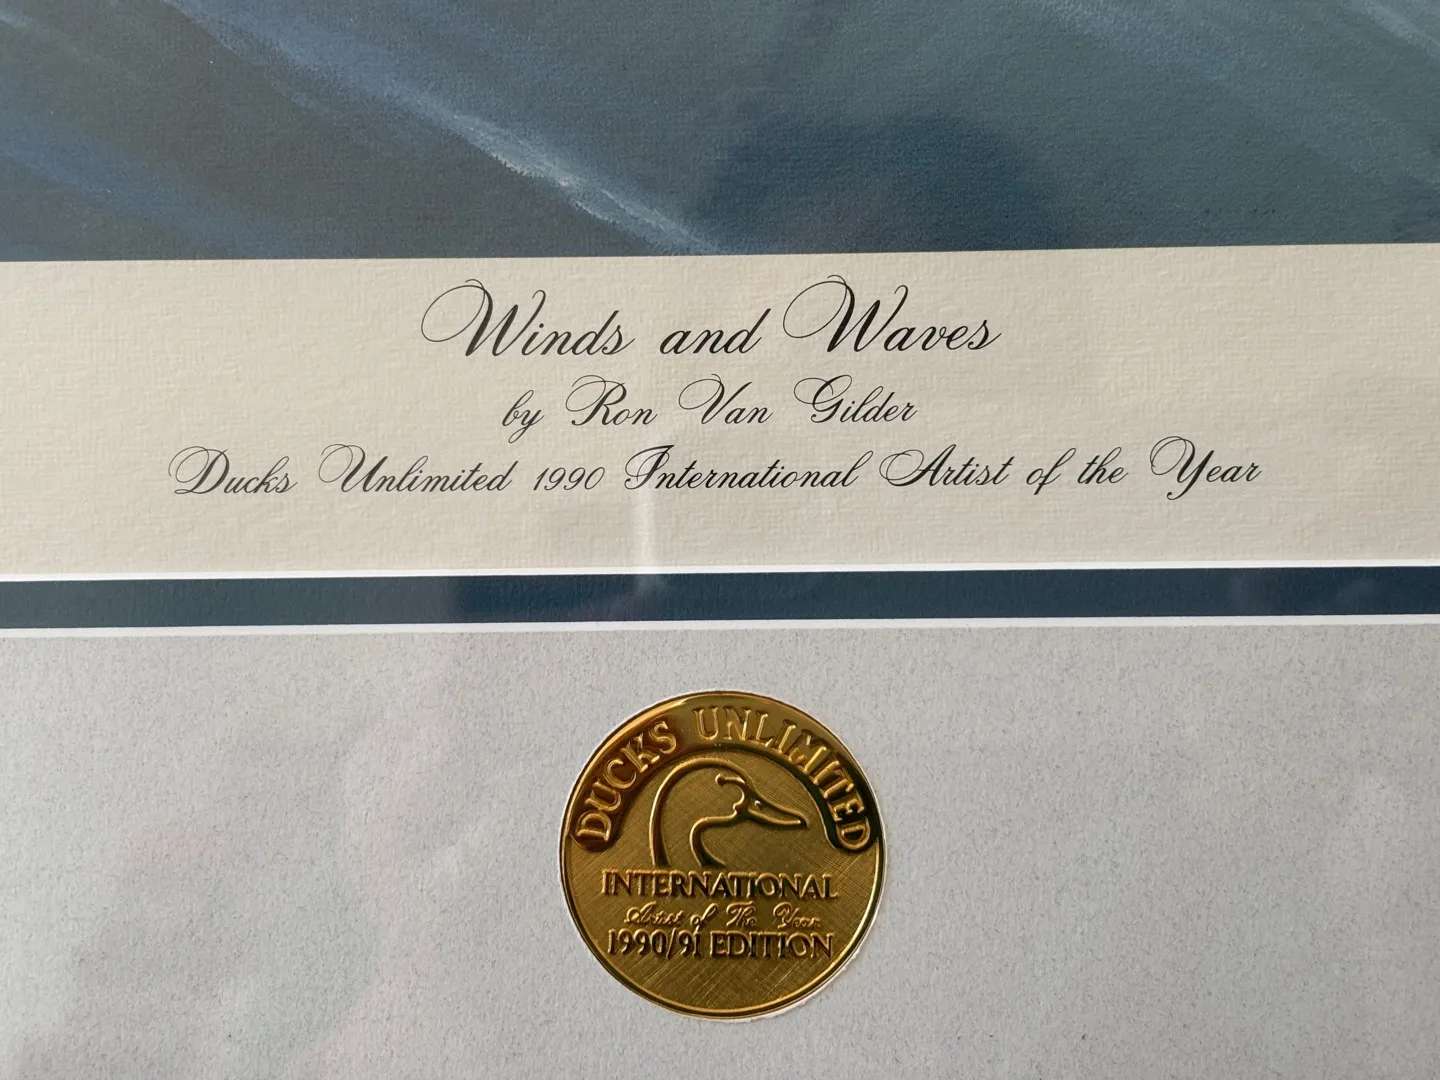 Winds and Waves
by Ron Van Gilder
Ducks Unlimited 1990 International Artist of the Year
DUCKS UNLIMITED
INTERNATIONAL
Artist of The Year
1990/91 EDITION